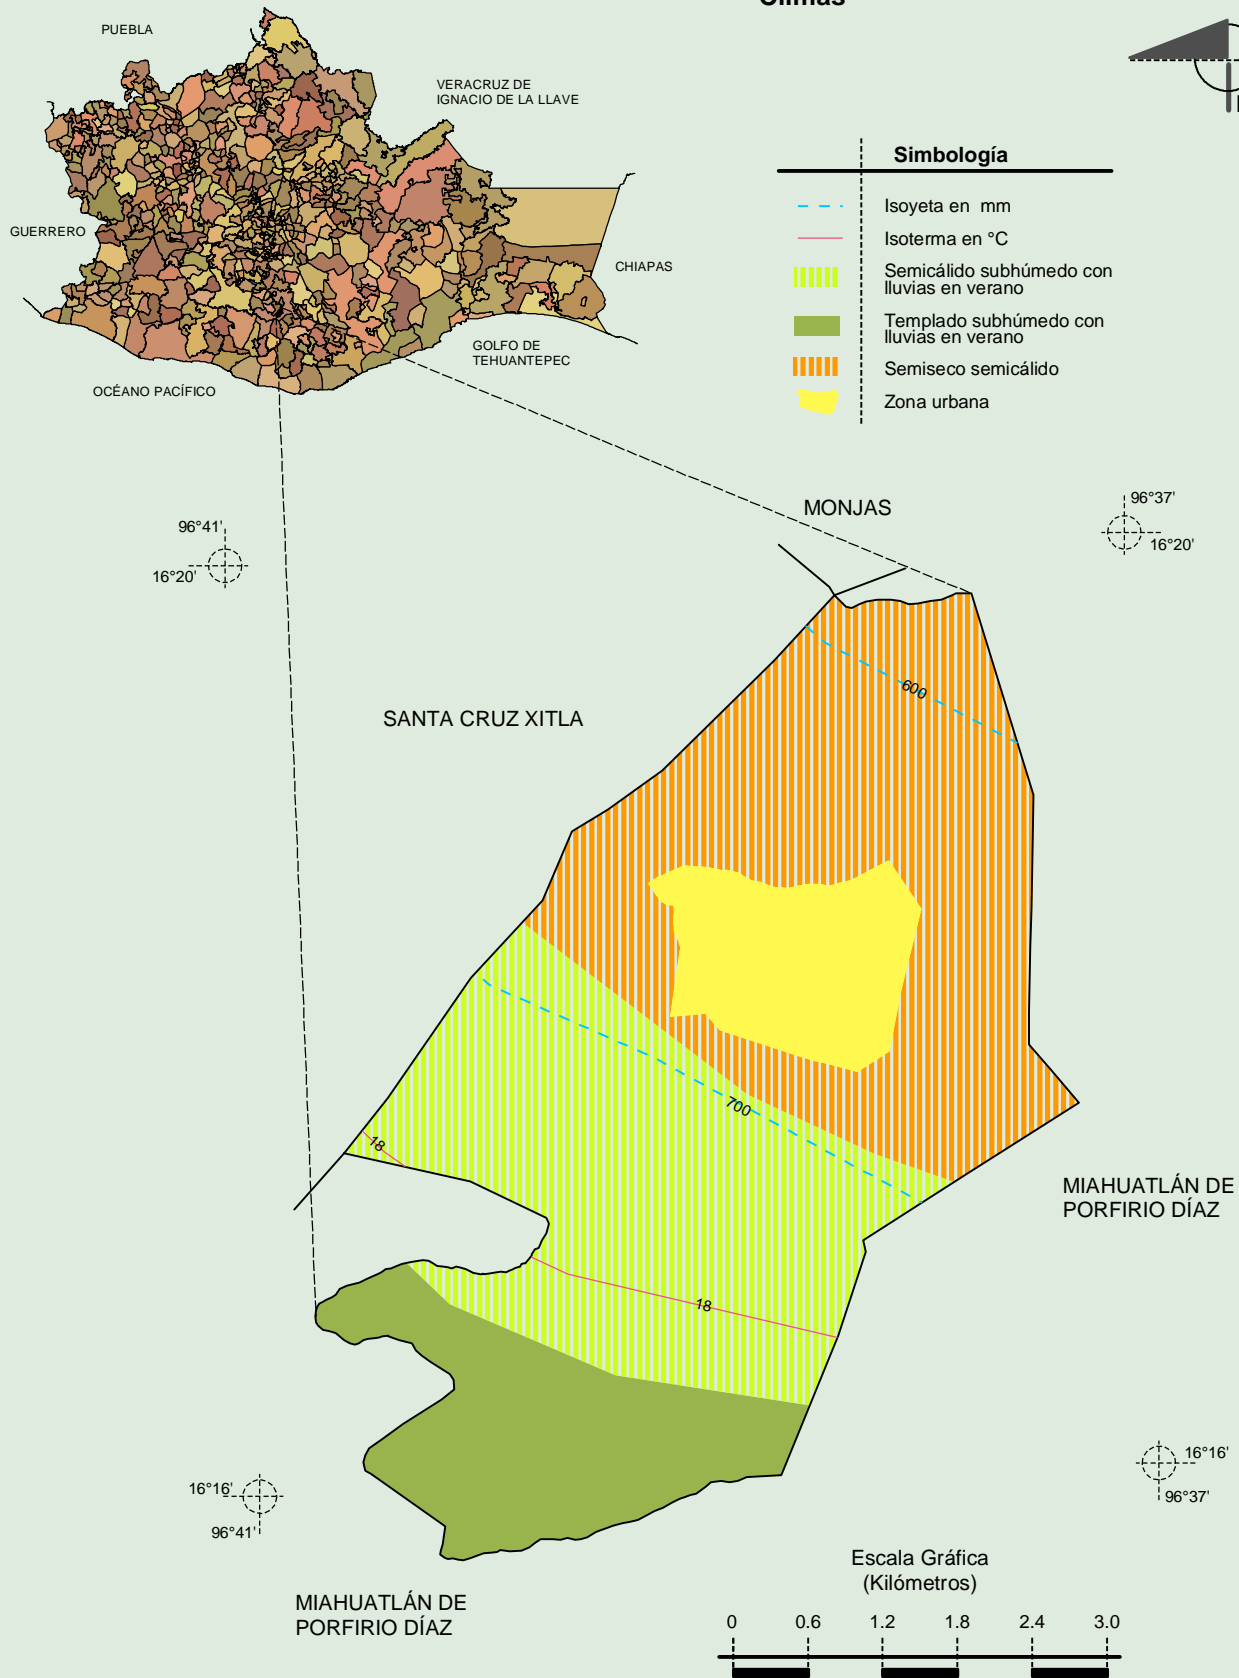 Climas
PUEBLA
VERACRUZ DE
IGNACIO DE LA LLAVE
GUERRERO
CHIAPAS
GOLFO DE
TEHUANTEPEC
OCÉANO PACÍFICO
Simbología
Isoyeta en mm
Isoterma en °C
Semicálido subhúmedo con
lluvias en verano
Templado subhúmedo con
lluvias en verano
Semiseco semicálido
Zona urbana
MONJAS
96°41'
16°20'
96°37'
16°20'
600
SANTA CRUZ XITLA
700
18
MIAHUATLÁN DE
PORFIRIO DÍAZ
18
16°16'
96°41'
16°16'
96°37'
MIAHUATLÁN DE
PORFIRIO DÍAZ
Escala Gráfica
(Kilómetros)
0 0.6 1.2 1.8 2.4 3.0